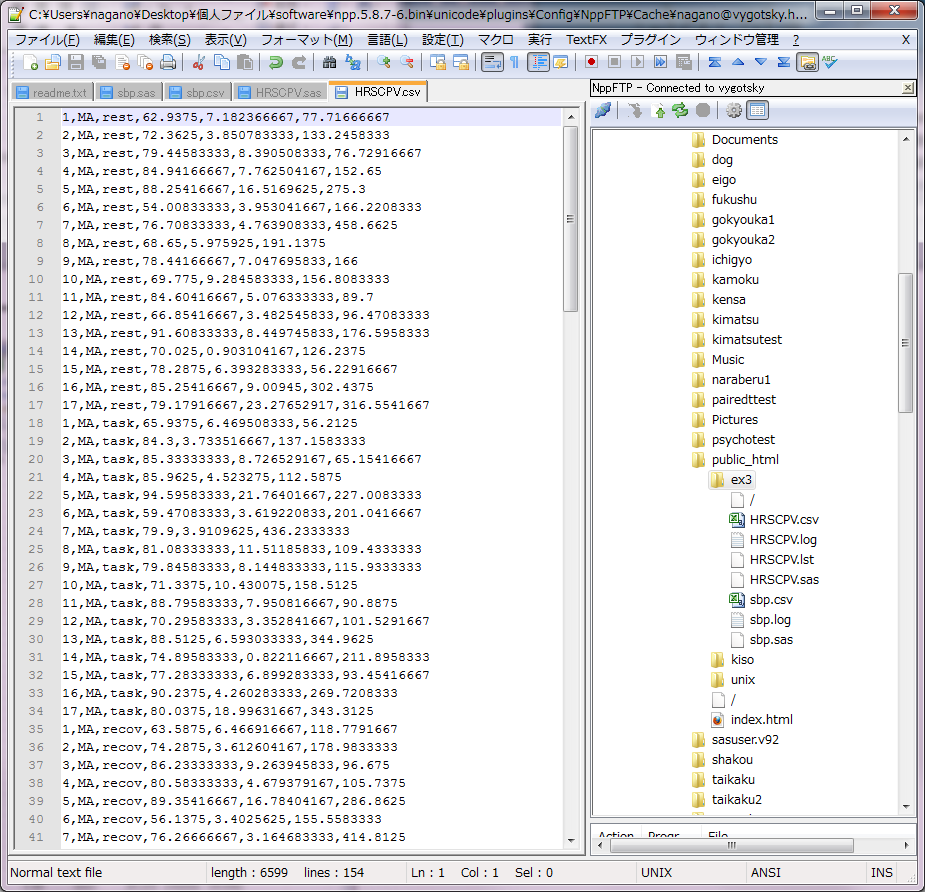 C:¥Users¥nagano¥Desktop¥個人ファイル¥software¥npp.5.8.7-6.bin¥unicode¥plugins¥Config¥NppFTP¥Cache¥nagano@vygotsky.h...
ファイル(F) 編集(E) 検索(S) 表示(V) フォーマット(M) 言語(L) 設定(T) マクロ 実行 TextFX プラグイン ウィンドウ管理 ? X
readme.txt sbp.sas sbp.csv HRSCPV.sas HRSCPV.csv
1 1,MA,rest,62.9375,7.182366667,77.71666667
2 2,MA,rest,72.3625,3.850783333,133.2458333
3 3,MA,rest,79.44583333,8.390508333,76.72916667
4 4,MA,rest,84.94166667,7.762504167,152.65
5 5,MA,rest,88.25416667,16.5169625,275.3
6 6,MA,rest,54.00833333,3.953041667,166.2208333
7 7,MA,rest,76.70833333,4.763908333,458.6625
8 8,MA,rest,68.65,5.975925,191.1375
9 9,MA,rest,78.44166667,7.047695833,166
10 10,MA,rest,69.775,9.284583333,156.8083333
11 11,MA,rest,84.60416667,5.076333333,89.7
12 12,MA,rest,66.85416667,3.482545833,96.47083333
13 13,MA,rest,91.60833333,8.449745833,176.5958333
14 14,MA,rest,70.025,0.903104167,126.2375
15 15,MA,rest,78.2875,6.393283333,56.22916667
16 16,MA,rest,85.25416667,9.00945,302.4375
17 17,MA,rest,79.17916667,23.27652917,316.5541667
18 1,MA,task,65.9375,6.469508333,56.2125
19 2,MA,task,84.3,3.733516667,137.1583333
20 3,MA,task,85.33333333,8.726529167,65.15416667
21 4,MA,task,85.9625,4.523275,112.5875
22 5,MA,task,94.59583333,21.76401667,227.0083333
23 6,MA,task,59.47083333,3.619220833,201.0416667
24 7,MA,task,79.9,3.9109625,436.2333333
25 8,MA,task,81.08333333,11.51185833,109.4333333
26 9,MA,task,79.84583333,8.144833333,115.9333333
27 10,MA,task,71.3375,10.430075,158.5125
28 11,MA,task,88.79583333,7.950816667,90.8875
29 12,MA,task,70.29583333,3.352841667,101.5291667
30 13,MA,task,88.5125,6.593033333,344.9625
31 14,MA,task,74.89583333,0.822116667,211.8958333
32 15,MA,task,77.28333333,6.899283333,93.45416667
33 16,MA,task,90.2375,4.260283333,269.7208333
34 17,MA,task,80.0375,18.99631667,343.3125
35 1,MA,recov,63.5875,6.466916667,118.7791667
36 2,MA,recov,74.2875,3.612604167,178.9833333
37 3,MA,recov,86.23333333,9.263945833,96.675
38 4,MA,recov,80.58333333,4.679379167,105.7375
39 5,MA,recov,89.35416667,16.78404167,286.8625
40 6,MA,recov,56.1375,3.4025625,155.5583333
41 7,MA,recov,76.26666667,3.164683333,414.8125
NppFTP - Connected to vygotsky
Documents
dog
eigo
fukushu
gokyouka1
gokyouka2
ichigyo
kamoku
kensa
kimatsu
kimatsutest
Music
naraberu1
pairedttest
Pictures
psychotest
public_html
ex3
/
HRSCPV.csv
HRSCPV.log
HRSCPV.lst
HRSCPV.sas
sbp.csv
sbp.log
sbp.sas
kiso
unix
/
index.html
sasuser.v92
shakou
taikaku
taikaku2
Action Progr... File
Normal text file length : 6599 lines : 154 Ln : 1 Col : 1 Sel : 0 UNIX ANSI INS